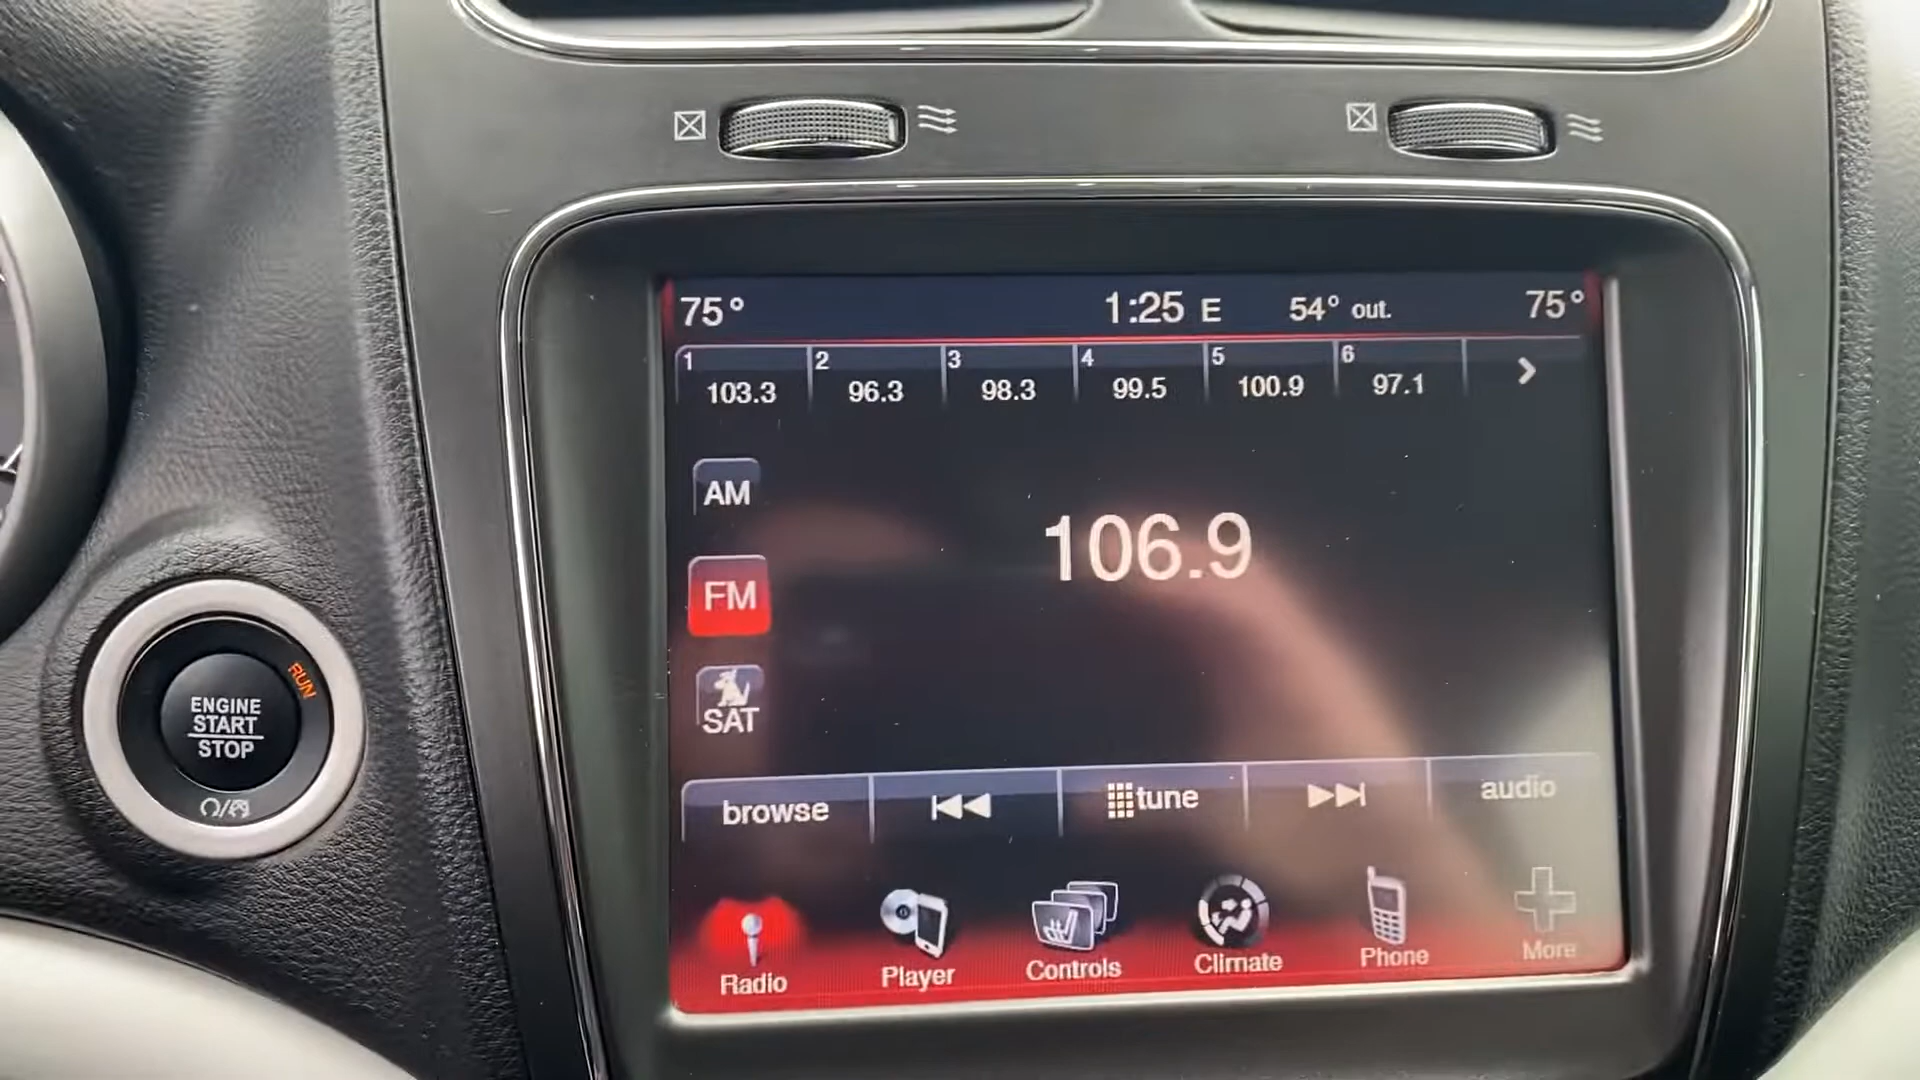 75° 1:25 E 54° out. 75°
1 2 3 4 5 6
103.3 96.3 98.3 99.5 100.9 97.1
AM
106.9
FM
SAT
RUN
ENGINE
START
STOP
browse tune audio
Radio Player Controls Climate Phone More